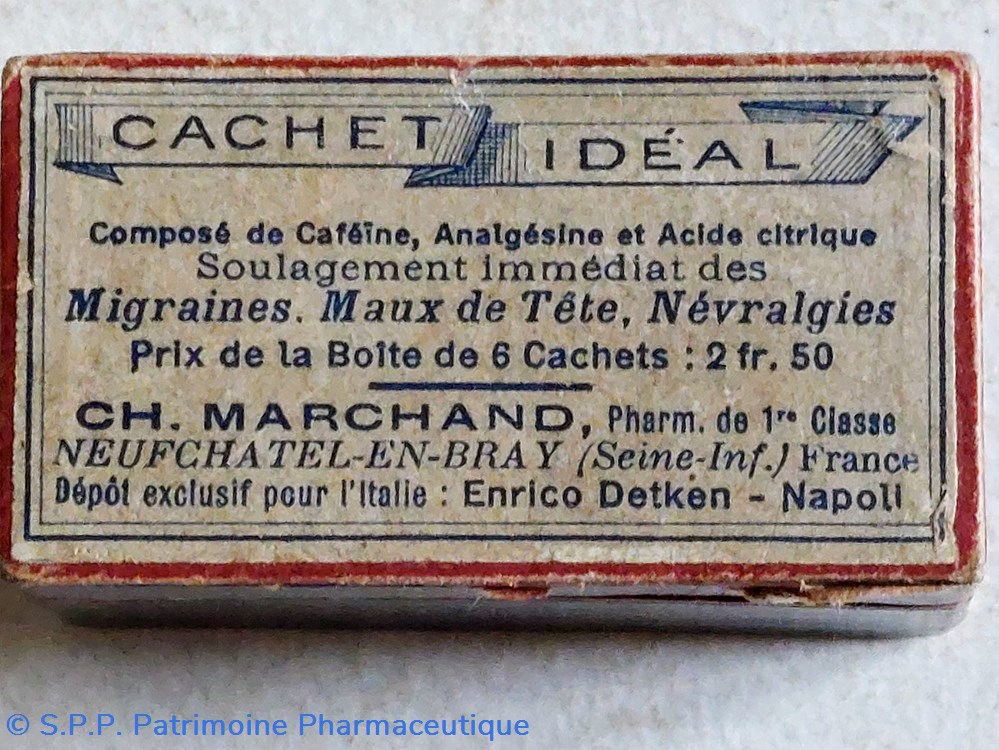 CACHET IDÉAL
Composé de Caféïne, Analgésine et Acide citrique
Soulagement immédiat des
Migraines. Maux de Tête, Névralgies
Prix de la Boîte de 6 Cachets : 2 fr. 50
CH. MARCHAND, Pharm. de 1re Classe
NEUFCHATEL-EN-BRAY (Seine-Inf.) France
Dépôt exclusif pour l'Italie : Enrico Detken - Napoli
© S.P.P. Patrimoine Pharmaceutique